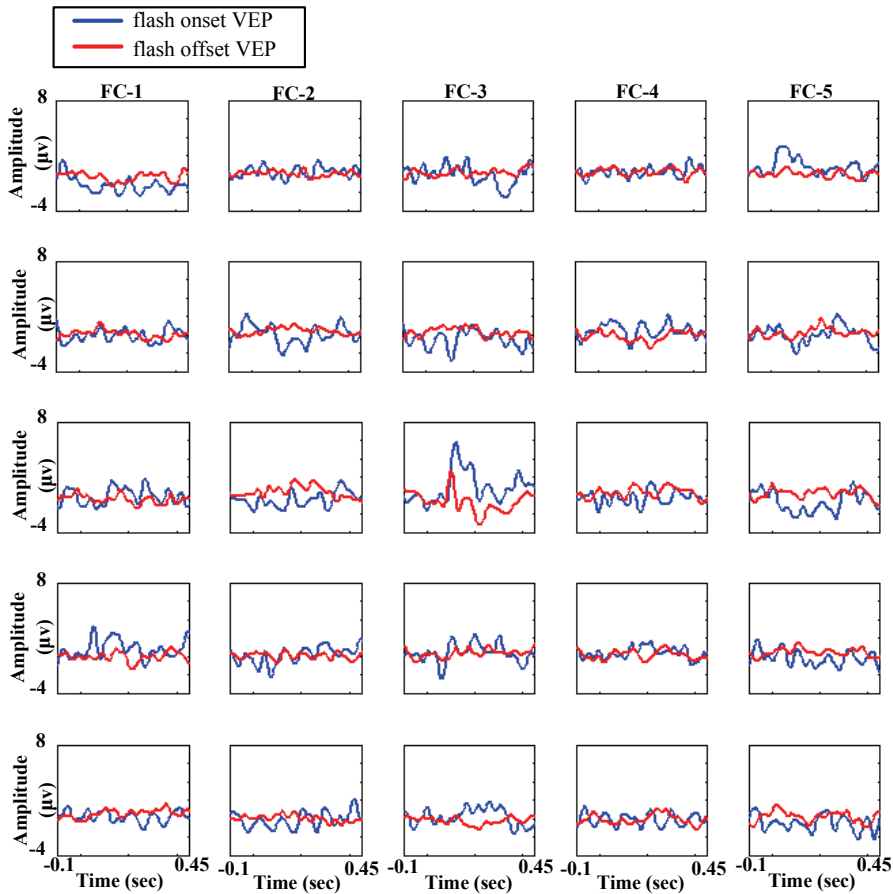 flash onset VEP
flash offset VEP
FC-1 FC-2 FC-3 FC-4 FC-5
8
Amplitude
(μv)
-4
8
Amplitude
(μv)
-4
8
Amplitude
(μv)
-4
8
Amplitude
(μv)
-4
8
Amplitude
(μv)
-4
-0.1 0.45 -0.1 0.45 -0.1 0.45 -0.1 0.45 -0.1 0.45
Time (sec) Time (sec) Time (sec) Time (sec) Time (sec)